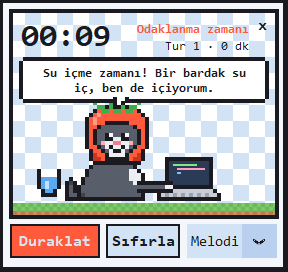 00:09
Odaklanma zamanı
x
Tur 1 · 0 dk
Su içme zamanı! Bir bardak su
iç, ben de içiyorum.
Duraklat
Sıfırla
Melodi